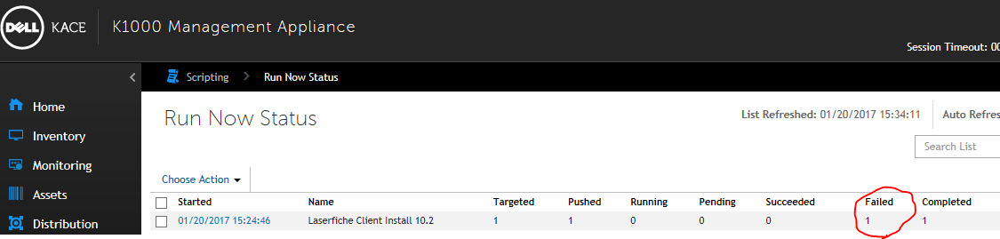 DELL KACE K1000 Management Appliance
Session Timeout: 00
Scripting > Run Now Status
Home
Run Now Status
List Refreshed: 01/20/2017 15:34:11 Auto Refres
Inventory
Search List
Monitoring
Choose Action
Assets
Started Name Targeted Pushed Running Pending Succeeded Failed Completed
Distribution
01/20/2017 15:24:46 Laserfiche Client Install 10.2 1 1 0 0 0 1 1